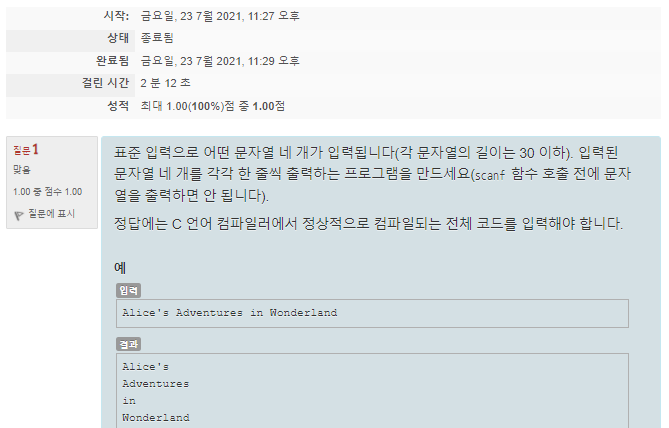 시작: 금요일, 23 7월 2021, 11:27 오후
상태 종료됨
완료됨 금요일, 23 7월 2021, 11:29 오후
걸린 시간 2 분 12 초
성적 최대 1.00(100%)점 중 1.00점
질문 1
맞음
1.00 중 점수 1.00
질문에 표시
표준 입력으로 어떤 문자열 네 개가 입력됩니다(각 문자열의 길이는 30 이하). 입력된
문자열 네 개를 각각 한 줄씩 출력하는 프로그램을 만드세요(scanf 함수 호출 전에 문자
열을 출력하면 안 됩니다).
정답에는 C 언어 컴파일러에서 정상적으로 컴파일되는 전체 코드를 입력해야 합니다.
예
입력
Alice's Adventures in Wonderland
결과
Alice's
Adventures
in
Wonderland